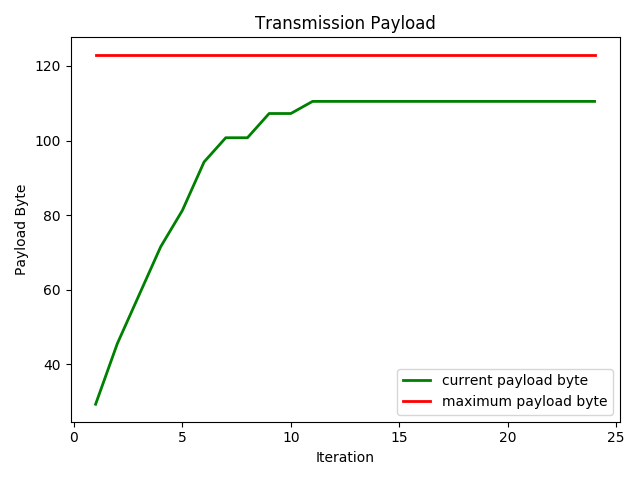 Transmission Payload
120
100
80
60
40
Payload Byte
0
5
10
15
20
25
Iteration
current payload byte
maximum payload byte